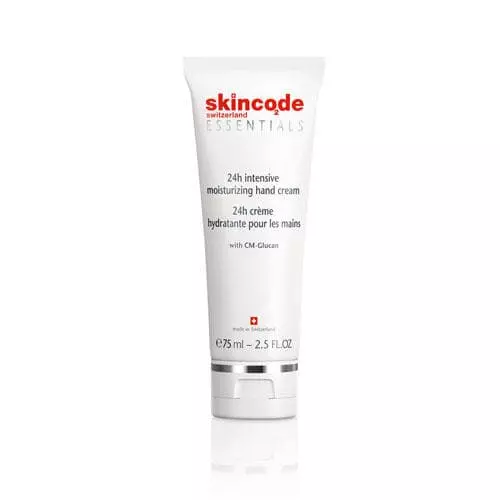 skincode
switzerland 2
ESSENTIALS
24h intensive
moisturizing hand cream
24h crème
hydratante pour les mains
with CM-Glucan
made in Switzerland
℮75 ml – 2.5 FL.OZ